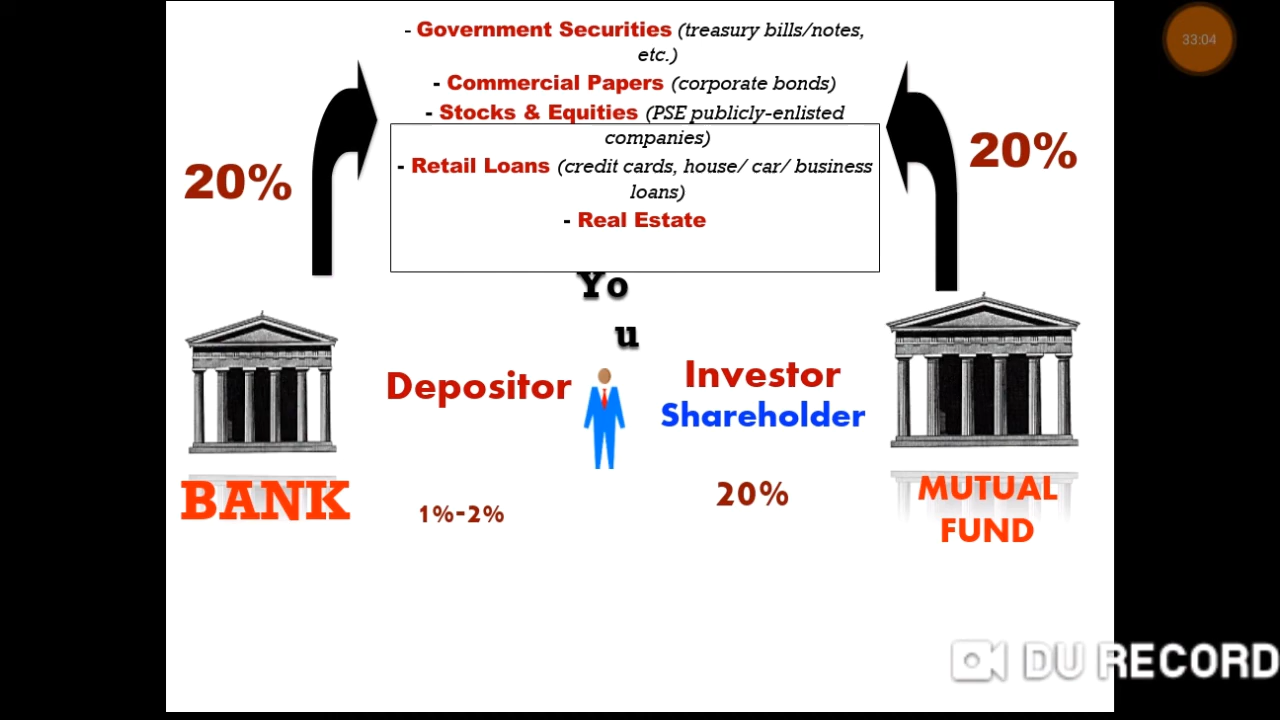 - Government Securities (treasury bills/notes,
etc.)
- Commercial Papers (corporate bonds)
- Stocks & Equities (PSE publicly-enlisted
companies)
- Retail Loans (credit cards, house/ car/ business
loans)
- Real Estate
33:04
20%
20%
Yo
u
Depositor
Investor
Shareholder
BANK
1%-2%
20%
MUTUAL
FUND
DU RECORD